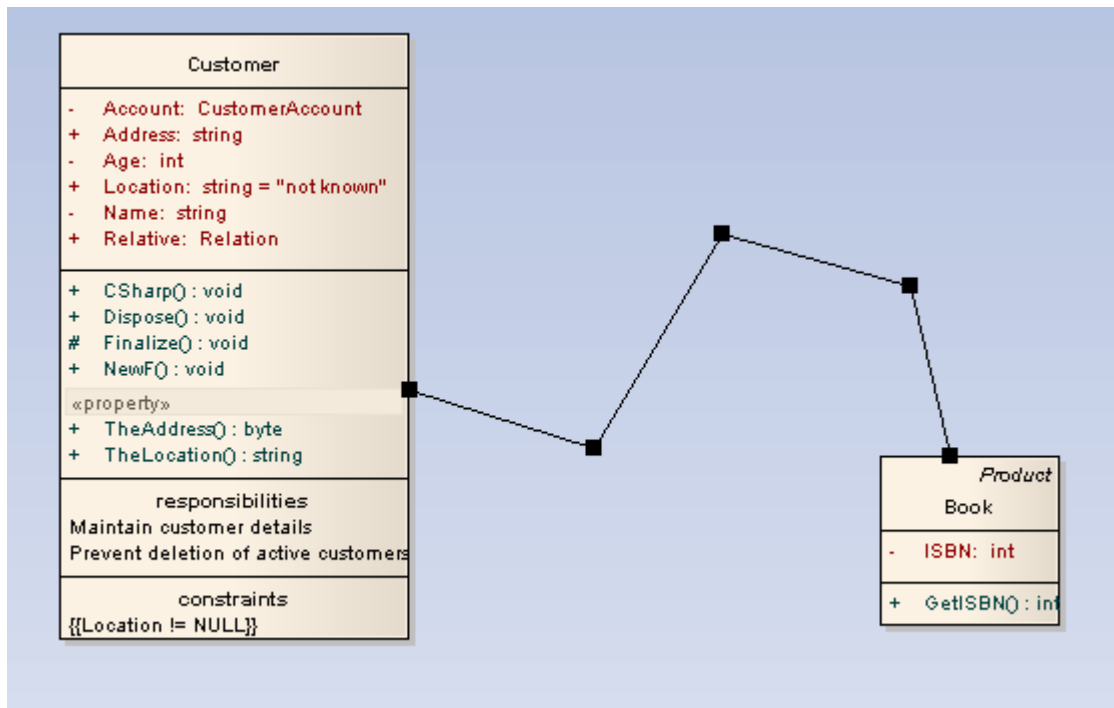 Customer
- Account: CustomerAccount
+ Address: string
- Age: int
+ Location: string = "not known"
- Name: string
+ Relative: Relation
+ CSharp() : void
+ Dispose() : void
# Finalize() : void
+ NewF() : void
«property»
+ TheAddress() : byte
+ TheLocation() : string
responsibilities
Maintain customer details
Prevent deletion of active customers
constraints
{{Location != NULL}}
Product
Book
- ISBN: int
+ GetISBN() : int